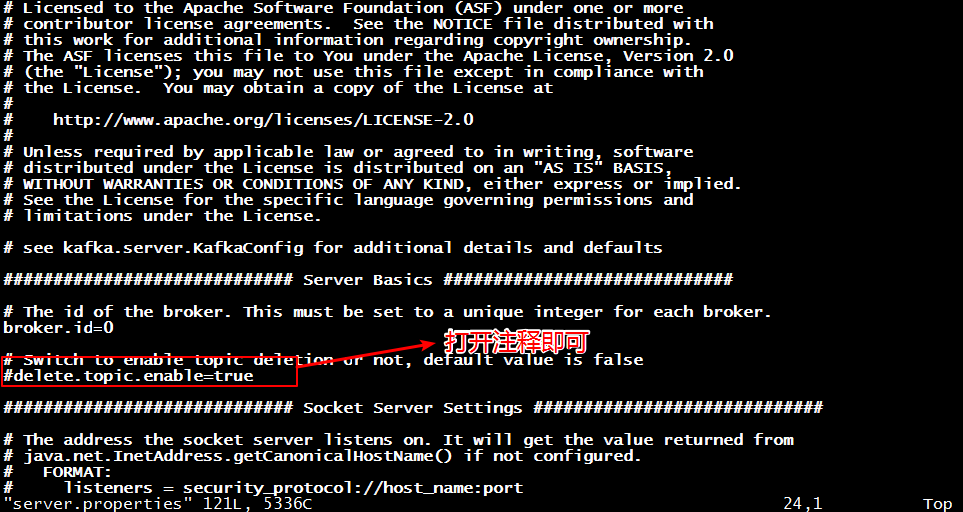 # Licensed to the Apache Software Foundation (ASF) under one or more
# contributor license agreements.  See the NOTICE file distributed with
# this work for additional information regarding copyright ownership.
# The ASF licenses this file to You under the Apache License, Version 2.0
# (the "License"); you may not use this file except in compliance with
# the License.  You may obtain a copy of the License at
#
#    http://www.apache.org/licenses/LICENSE-2.0
#
# Unless required by applicable law or agreed to in writing, software
# distributed under the License is distributed on an "AS IS" BASIS,
# WITHOUT WARRANTIES OR CONDITIONS OF ANY KIND, either express or implied.
# See the License for the specific language governing permissions and
# limitations under the License.
# see kafka.server.KafkaConfig for additional details and defaults
############################# Server Basics #############################
# The id of the broker. This must be set to a unique integer for each broker.
broker.id=0
打开注释即可
# Switch to enable topic deletion or not, default value is false
#delete.topic.enable=true
############################# Socket Server Settings #############################
# The address the socket server listens on. It will get the value returned from
# java.net.InetAddress.getCanonicalHostName() if not configured.
#   FORMAT:
#     listeners = security_protocol://host_name:port
"server.properties" 121L, 5336C 24,1 Top